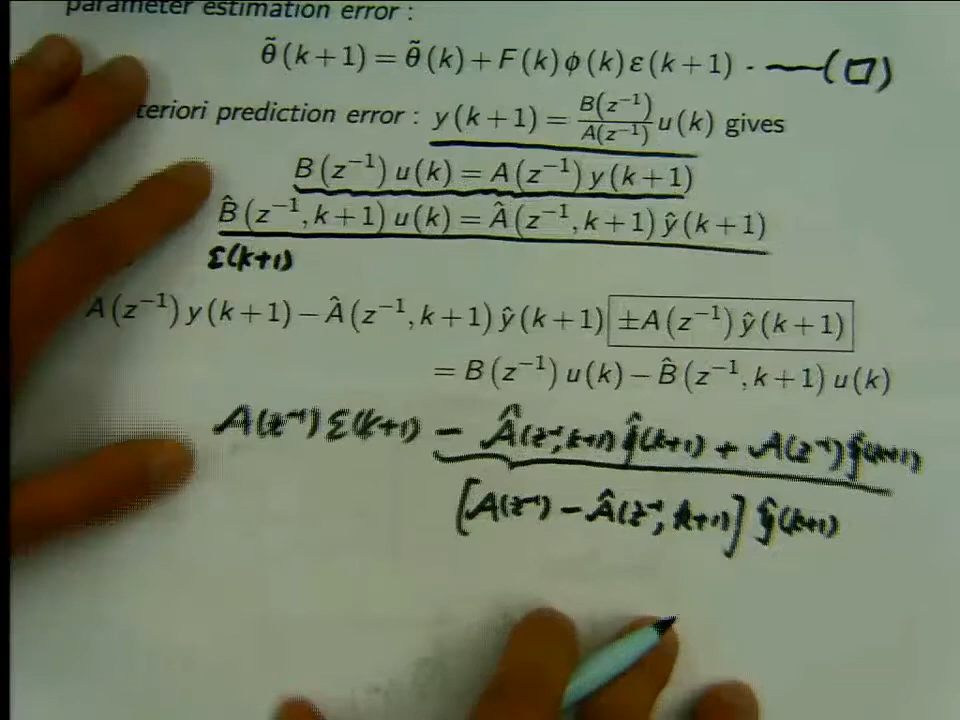 parameter estimation error :
θ̃(k+1) = θ̃(k) + F(k)ϕ(k)ε(k+1) · —(□)
teriori prediction error : y(k+1) = B(z⁻¹)/A(z⁻¹) u(k) gives
B(z⁻¹)u(k) = A(z⁻¹)y(k+1)
B̂(z⁻¹, k+1)u(k) = Â(z⁻¹, k+1)ŷ(k+1)
ε(k+1)
A(z⁻¹)y(k+1) − Â(z⁻¹, k+1)ŷ(k+1) ±A(z⁻¹)ŷ(k+1)
= B(z⁻¹)u(k) − B̂(z⁻¹, k+1)u(k)
A(z⁻¹)ε(k+1) − Â(z⁻¹, k+1)ŷ(k+1) + A(z⁻¹)ŷ(k+1)
[A(z⁻¹) − Â(z⁻¹, k+1)]ŷ(k+1)